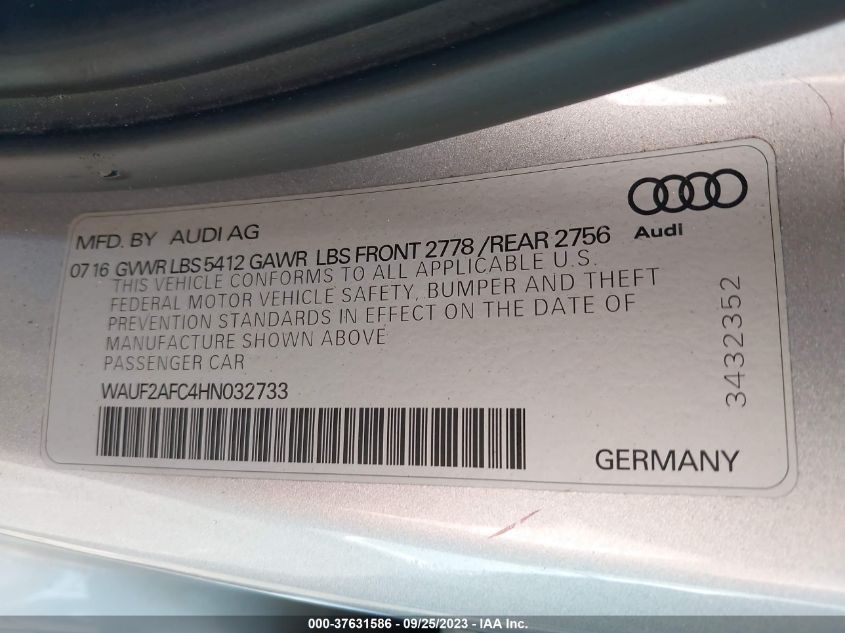 MFD. BY AUDI AG
Audi
07 16 GVWR LBS 5412 GAWR LBS FRONT 2778 /REAR 2756
THIS VEHICLE CONFORMS TO ALL APPLICABLE U.S.
FEDERAL MOTOR VEHICLE SAFETY, BUMPER AND THEFT
PREVENTION STANDARDS IN EFFECT ON THE DATE OF
MANUFACTURE SHOWN ABOVE
PASSENGER CAR
WAUF2AFC4HN032733
GERMANY
3432352
000-37631586 - 09/25/2023 - IAA Inc.